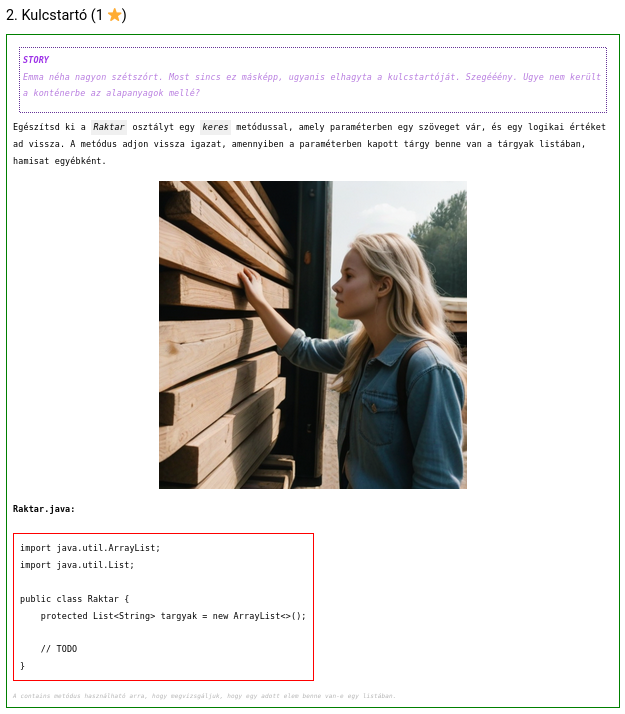 2. Kulcstartó (1 ⭐)
STORY
Emma néha nagyon szétszórt. Most sincs ez másképp, ugyanis elhagyta a kulcstartóját. Szegééény. Ugye nem került
a konténerbe az alapanyagok mellé?
Egészítsd ki a Raktar osztályt egy keres metódussal, amely paraméterben egy szöveget vár, és egy logikai értéket
ad vissza. A metódus adjon vissza igazat, amennyiben a paraméterben kapott tárgy benne van a tárgyak listában,
hamisat egyébként.
Raktar.java:
import java.util.ArrayList;
import java.util.List;
public class Raktar {
    protected List<String> targyak = new ArrayList<>();
    // TODO
}
A contains metódus használható arra, hogy megvizsgáljuk, hogy egy adott elem benne van-e egy listában.